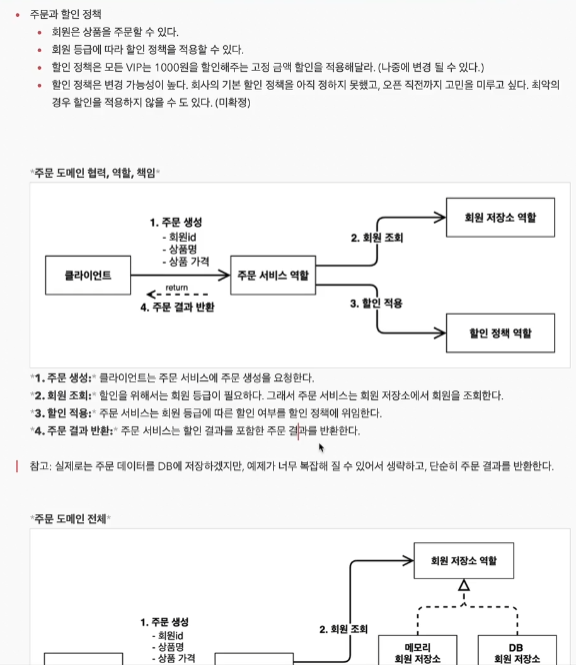 주문과 할인 정책
회원은 상품을 주문할 수 있다.
회원 등급에 따라 할인 정책을 적용할 수 있다.
할인 정책은 모든 VIP는 1000원을 할인해주는 고정 금액 할인을 적용해달라. (나중에 변경 될 수 있다.)
할인 정책은 변경 가능성이 높다. 회사의 기본 할인 정책을 아직 정하지 못했고, 오픈 직전까지 고민을 미루고 싶다. 최악의
경우 할인을 적용하지 않을 수 도 있다. (미확정)
*주문 도메인 협력, 역할, 책임*
회원 저장소 역할
1. 주문 생성
- 회원id
- 상품명
- 상품 가격
2. 회원 조회
클라이언트
주문 서비스 역할
return
4. 주문 결과 반환
3. 할인 적용
할인 정책 역할
*1. 주문 생성:* 클라이언트는 주문 서비스에 주문 생성을 요청한다.
*2. 회원 조회:* 할인을 위해서는 회원 등급이 필요하다. 그래서 주문 서비스는 회원 저장소에서 회원을 조회한다.
*3. 할인 적용:* 주문 서비스는 회원 등급에 따른 할인 여부를 할인 정책에 위임한다.
*4. 주문 결과 반환:* 주문 서비스는 할인 결과를 포함한 주문 결과를 반환한다.
참고: 실제로는 주문 데이터를 DB에 저장하겠지만, 예제가 너무 복잡해 질 수 있어서 생략하고, 단순히 주문 결과를 반환한다.
*주문 도메인 전체*
회원 저장소 역할
1. 주문 생성
- 회원id
- 상품명
- 상품 가격
2. 회원 조회
메모리
회원 저장소
DB
회원 저장소